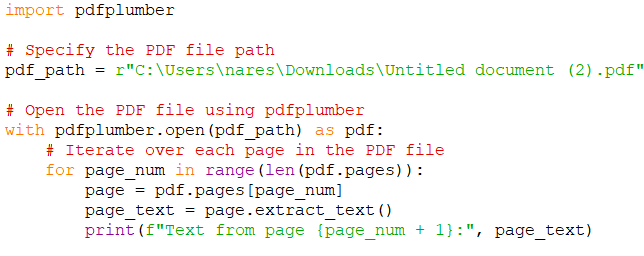 import pdfplumber
# Specify the PDF file path
pdf_path = r"C:\Users\nares\Downloads\Untitled document (2).pdf"
# Open the PDF file using pdfplumber
with pdfplumber.open(pdf_path) as pdf:
    # Iterate over each page in the PDF file
    for page_num in range(len(pdf.pages)):
        page = pdf.pages[page_num]
        page_text = page.extract_text()
        print(f"Text from page {page_num + 1}:", page_text)